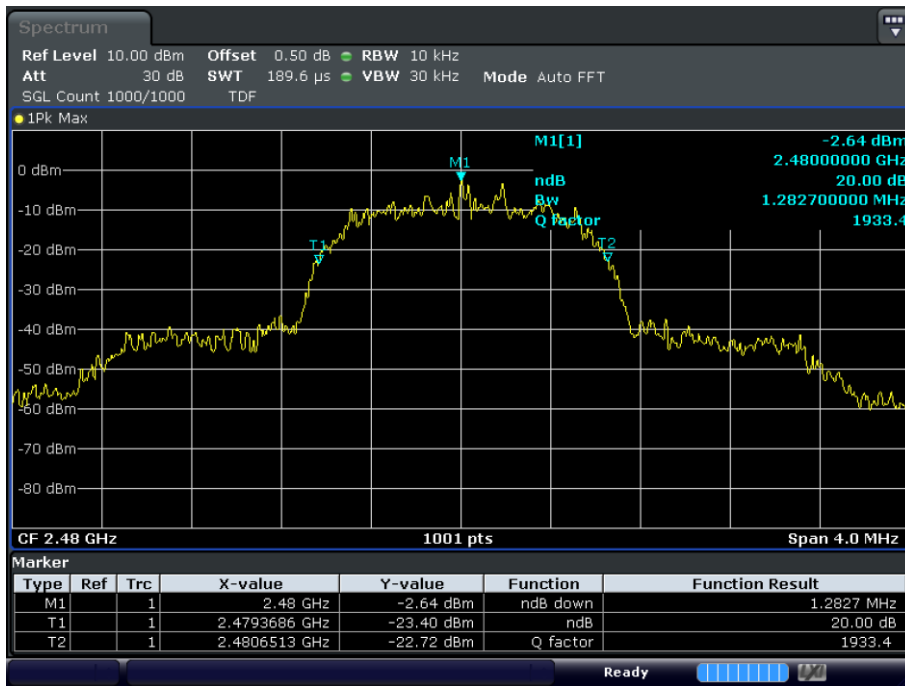 Spectrum
Ref Level 10.00 dBm Offset 0.50 dB RBW 10 kHz
Att 30 dB SWT 189.6 µs VBW 30 kHz Mode Auto FFT
SGL Count 1000/1000 TDF
1Pk Max
M1[1] -2.64 dBm
2.48000000 GHz
ndB 20.00 dB
Bw 1.282700000 MHz
Q factor 1933.4
M1
T1
T2
0 dBm
-10 dBm
-20 dBm
-30 dBm
-40 dBm
-50 dBm
-60 dBm
-70 dBm
-80 dBm
CF 2.48 GHz 1001 pts Span 4.0 MHz
Marker
Type Ref Trc X-value Y-value Function Function Result
M1 1 2.48 GHz -2.64 dBm ndB down 1.2827 MHz
T1 1 2.4793686 GHz -23.40 dBm ndB 20.00 dB
T2 1 2.4806513 GHz -22.72 dBm Q factor 1933.4
Ready LXI